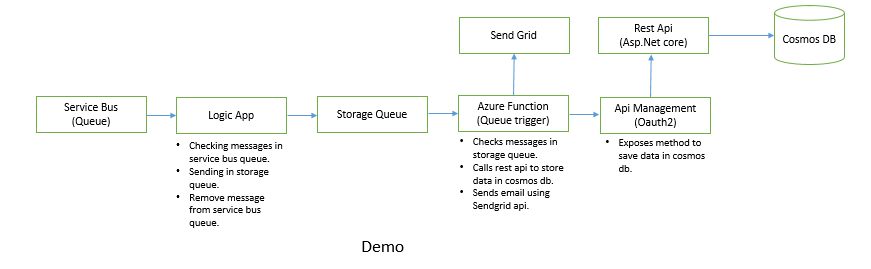 Send Grid
Rest Api
(Asp.Net core)
Cosmos DB
Service Bus
(Queue)
Logic App
Storage Queue
Azure Function
(Queue trigger)
Api Management
(Oauth2)
• Checking messages in
service bus queue.
• Sending in storage
queue.
• Remove message
from service bus
queue.
• Checks messages in
storage queue.
• Calls rest api to store
data in cosmos db.
• Sends email using
Sendgrid api.
• Exposes method to
save data in cosmos
db.
Demo